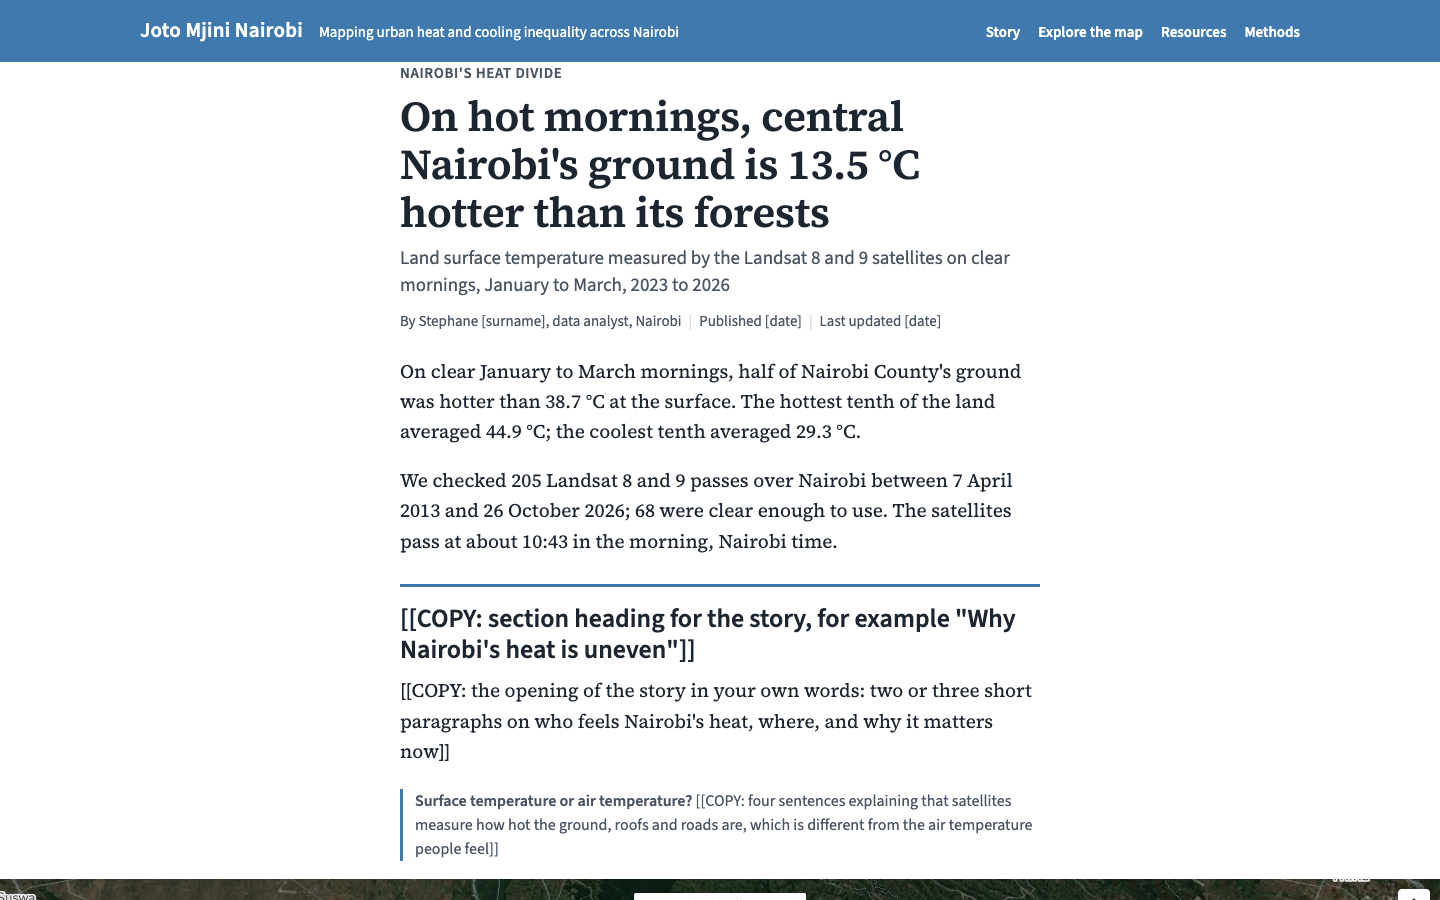 Joto Mjini Nairobi
Mapping urban heat and cooling inequality across Nairobi
Story
Explore the map
Resources
Methods
NAIROBI'S HEAT DIVIDE
On hot mornings, central
Nairobi's ground is 13.5 °C
hotter than its forests
Land surface temperature measured by the Landsat 8 and 9 satellites on clear
mornings, January to March, 2023 to 2026
By Stephane [surname], data analyst, Nairobi
Published [date]
Last updated [date]
On clear January to March mornings, half of Nairobi County's ground
was hotter than 38.7 °C at the surface. The hottest tenth of the land
averaged 44.9 °C; the coolest tenth averaged 29.3 °C.
We checked 205 Landsat 8 and 9 passes over Nairobi between 7 April
2013 and 26 October 2026; 68 were clear enough to use. The satellites
pass at about 10:43 in the morning, Nairobi time.
[[COPY: section heading for the story, for example "Why
Nairobi's heat is uneven"]]
[[COPY: the opening of the story in your own words: two or three short
paragraphs on who feels Nairobi's heat, where, and why it matters
now]]
Surface temperature or air temperature? [[COPY: four sentences explaining that satellites
measure how hot the ground, roofs and roads are, which is different from the air temperature
people feel]]
Suswa